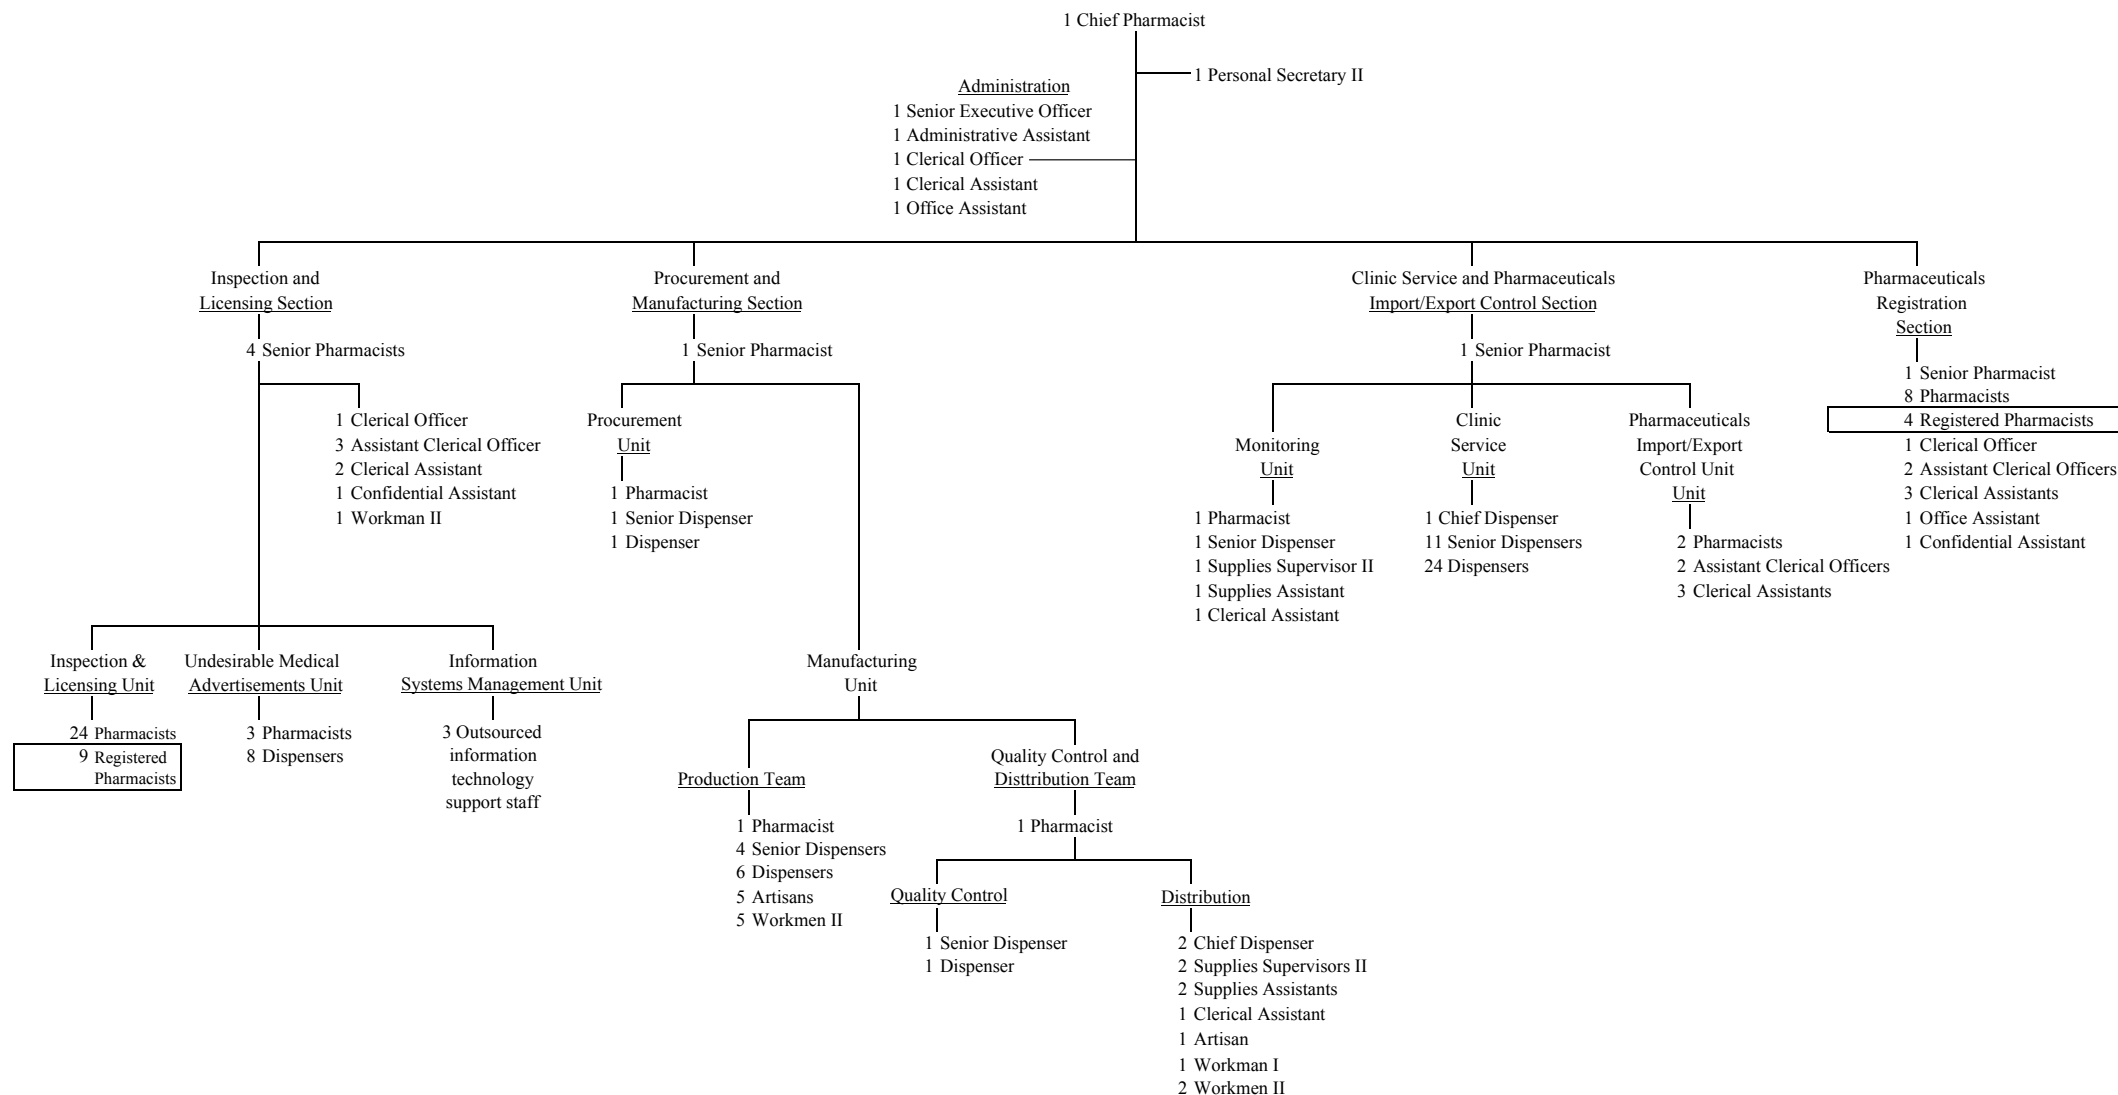 1 Chief Pharmacist
1 Personal Secretary II
Administration
1 Senior Executive Officer
1 Administrative Assistant
1 Clerical Officer
1 Clerical Assistant
1 Office Assistant
Inspection and
Licensing Section
4 Senior Pharmacists
1 Clerical Officer
3 Assistant Clerical Officer
2 Clerical Assistant
1 Confidential Assistant
1 Workman II
Inspection &
Licensing Unit
24 Pharmacists
9 Registered
Pharmacists
Undesirable Medical
Advertisements Unit
3 Pharmacists
8 Dispensers
Information
Systems Management Unit
3 Outsourced
information
technology
support staff
Procurement and
Manufacturing Section
1 Senior Pharmacist
Procurement
Unit
1 Pharmacist
1 Senior Dispenser
1 Dispenser
Manufacturing
Unit
Production Team
1 Pharmacist
4 Senior Dispensers
6 Dispensers
5 Artisans
5 Workmen II
Quality Control and
Disttribution Team
1 Pharmacist
Quality Control
1 Senior Dispenser
1 Dispenser
Distribution
2 Chief Dispenser
2 Supplies Supervisors II
2 Supplies Assistants
1 Clerical Assistant
1 Artisan
1 Workman I
2 Workmen II
Clinic Service and Pharmaceuticals
Import/Export Control Section
1 Senior Pharmacist
Monitoring
Unit
1 Pharmacist
1 Senior Dispenser
1 Supplies Supervisor II
1 Supplies Assistant
1 Clerical Assistant
Clinic
Service
Unit
1 Chief Dispenser
11 Senior Dispensers
24 Dispensers
Pharmaceuticals
Import/Export
Control Unit
Unit
2 Pharmacists
2 Assistant Clerical Officers
3 Clerical Assistants
Pharmaceuticals
Registration
Section
1 Senior Pharmacist
8 Pharmacists
4 Registered Pharmacists
1 Clerical Officer
2 Assistant Clerical Officers
3 Clerical Assistants
1 Office Assistant
1 Confidential Assistant